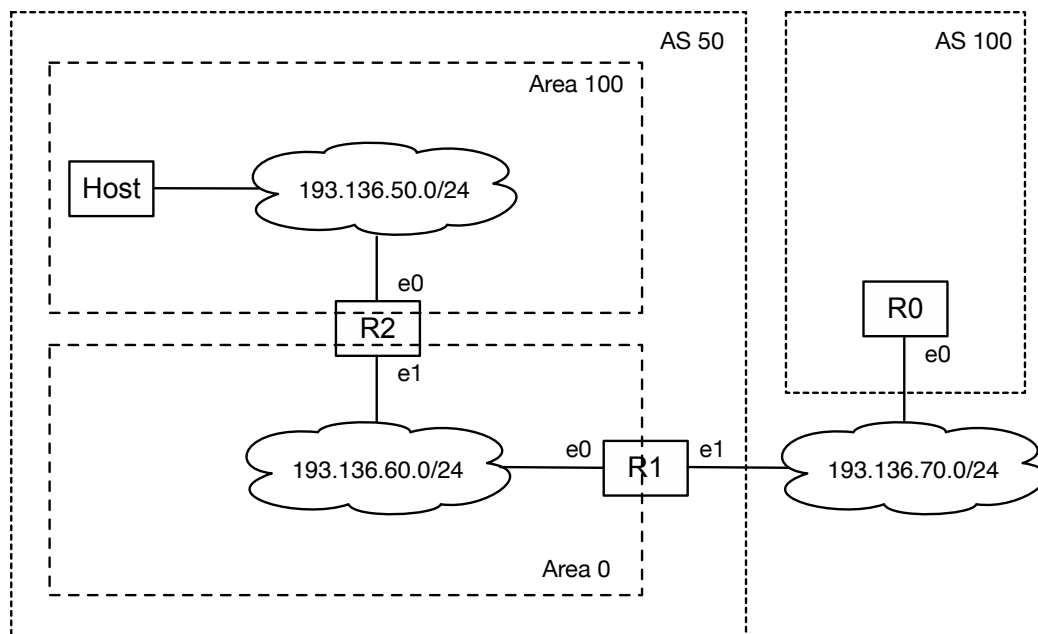 AS 50
AS 100
Area 100
Host
193.136.50.0/24
e0
R2
R0
e1
e0
e0
R1
e1
193.136.60.0/24
193.136.70.0/24
Area 0